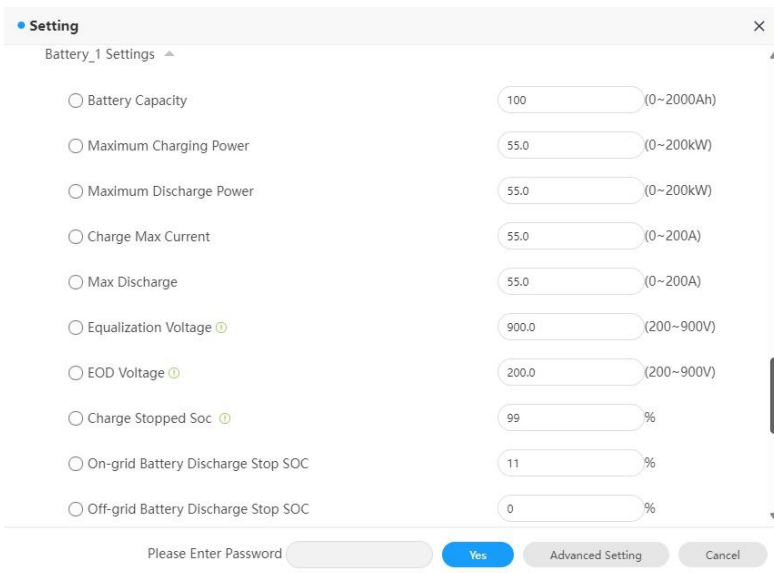 Setting
Battery_1 Settings
Battery Capacity 100 (0~2000Ah)
Maximum Charging Power 55.0 (0~200kW)
Maximum Discharge Power 55.0 (0~200kW)
Charge Max Current 55.0 (0~200A)
Max Discharge 55.0 (0~200A)
Equalization Voltage 900.0 (200~900V)
EOD Voltage 200.0 (200~900V)
Charge Stopped Soc 99 %
On-grid Battery Discharge Stop SOC 11 %
Off-grid Battery Discharge Stop SOC 0 %
Please Enter Password Yes Advanced Setting Cancel